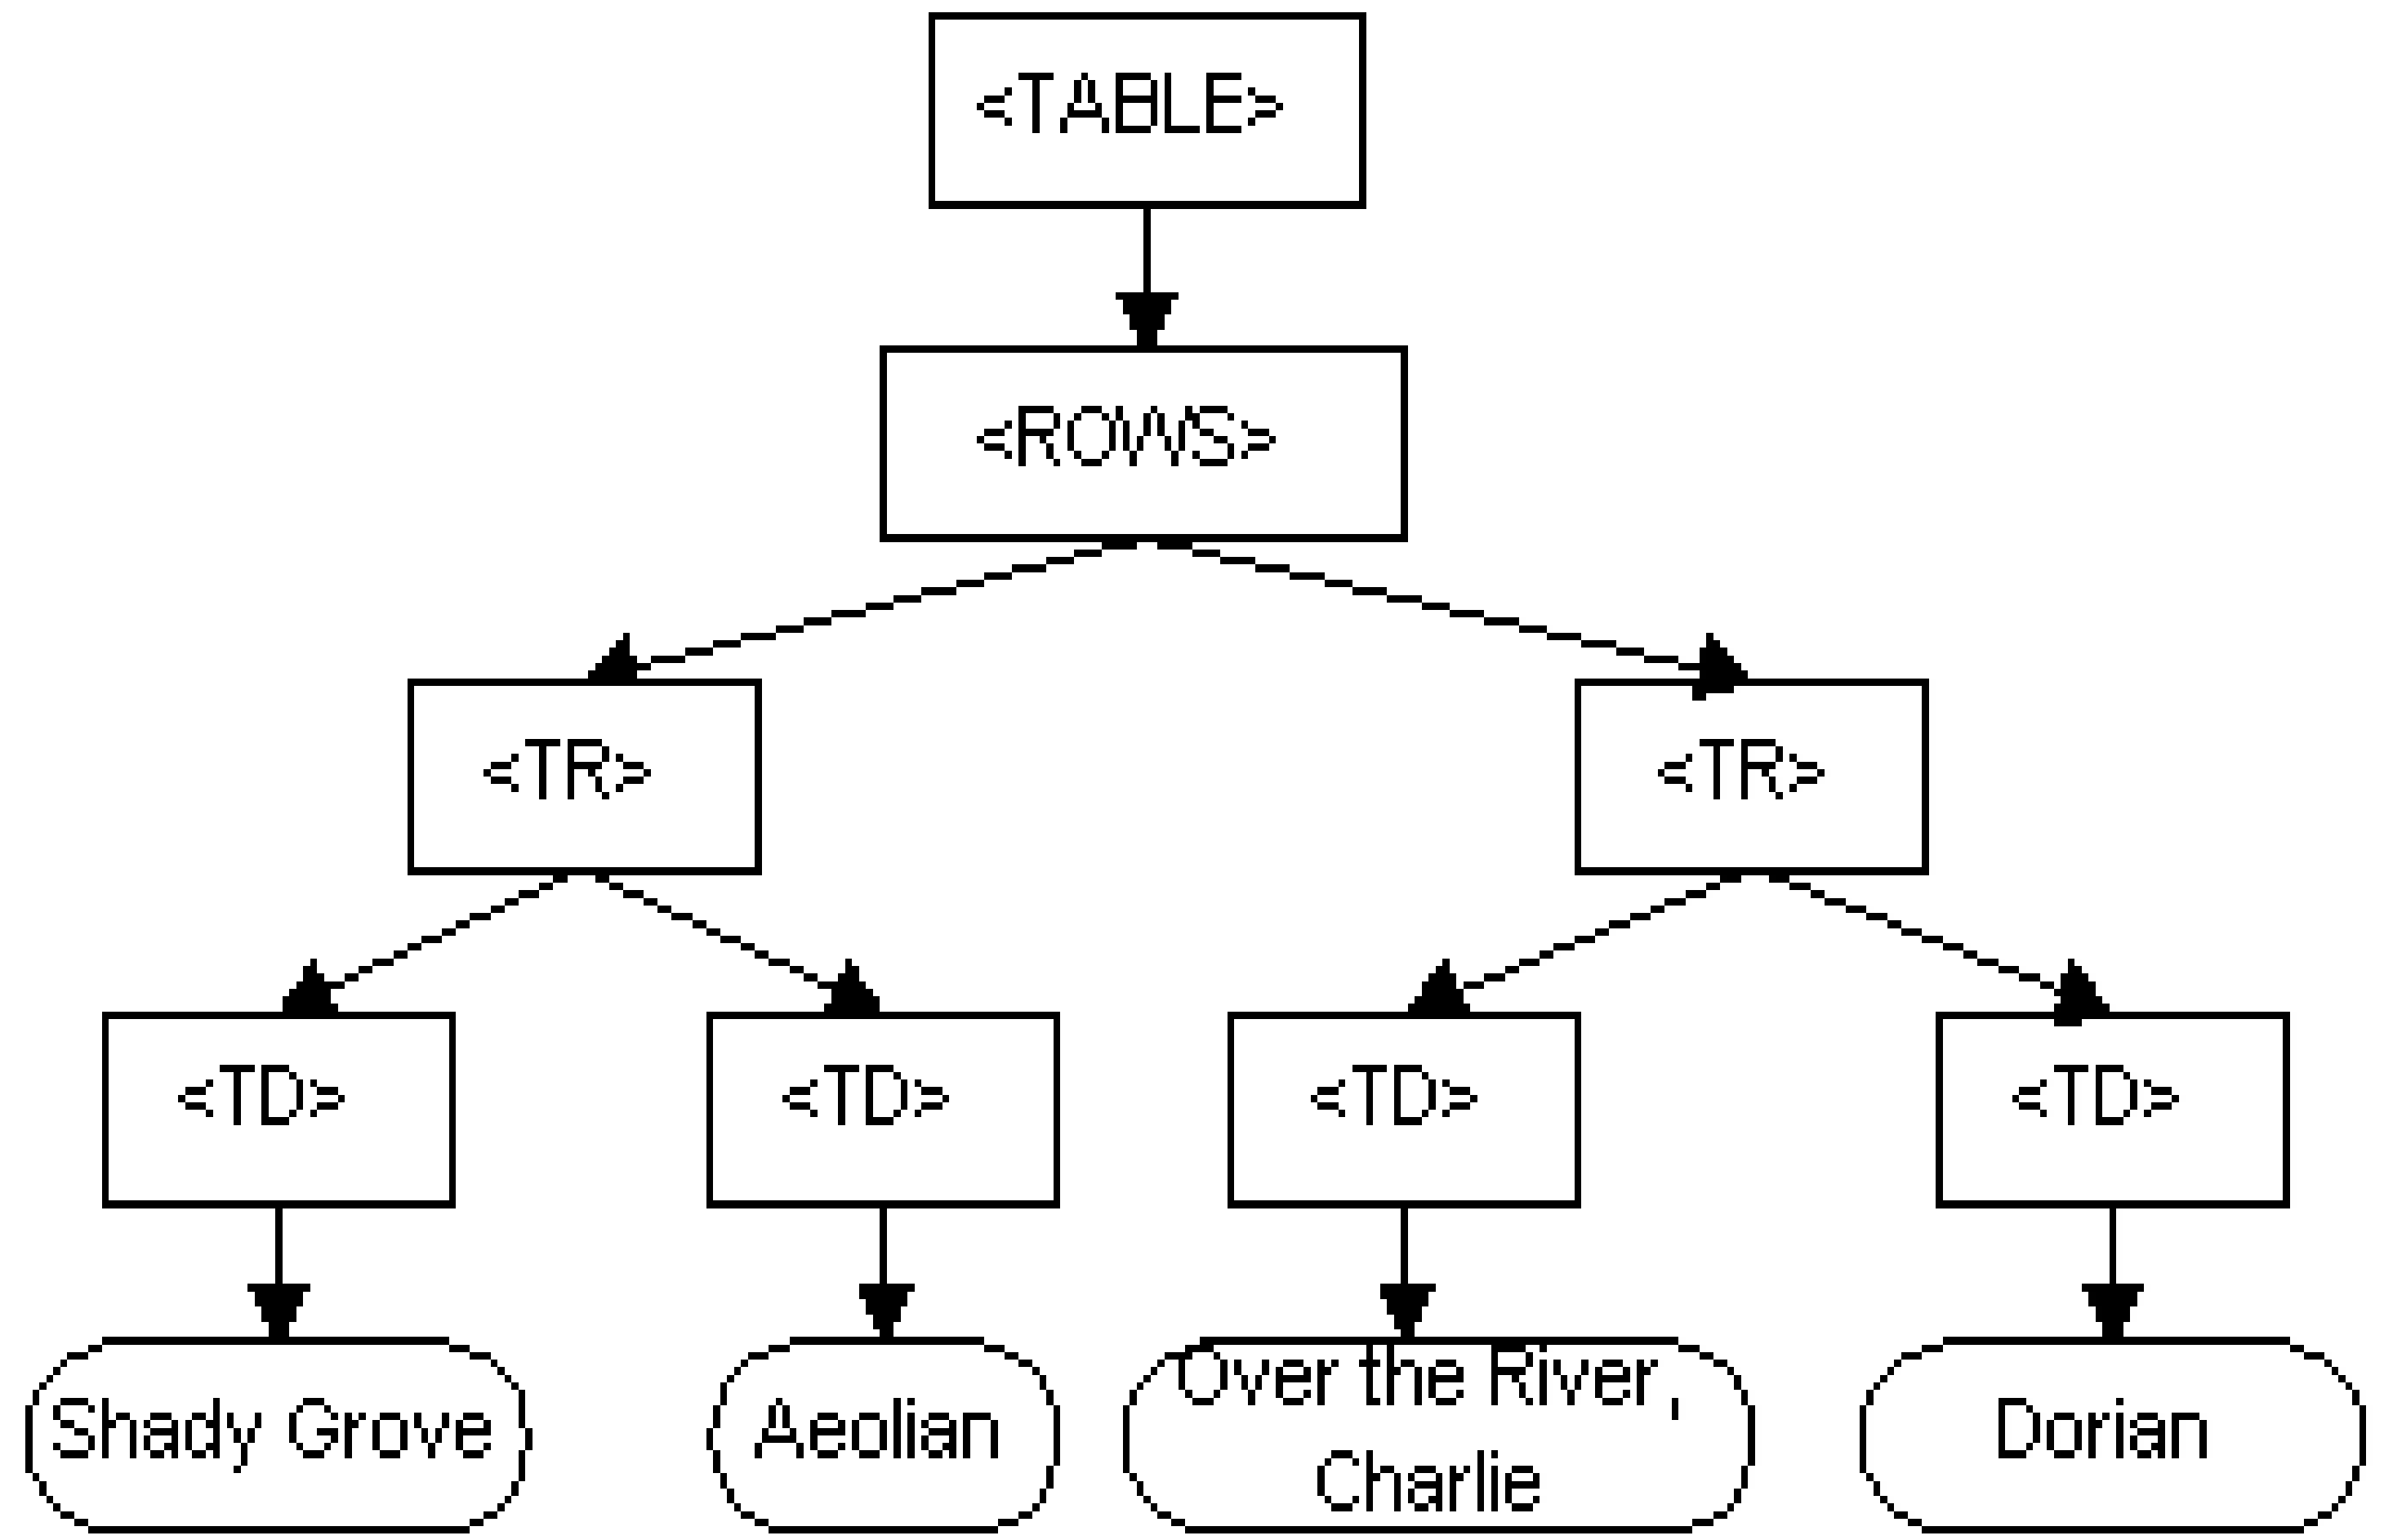 <TABLE>
<ROWS>
<TR>
<TR>
<TD>
<TD>
<TD>
<TD>
Shady Grove
Aeolian
Over the River,
Charlie
Dorian